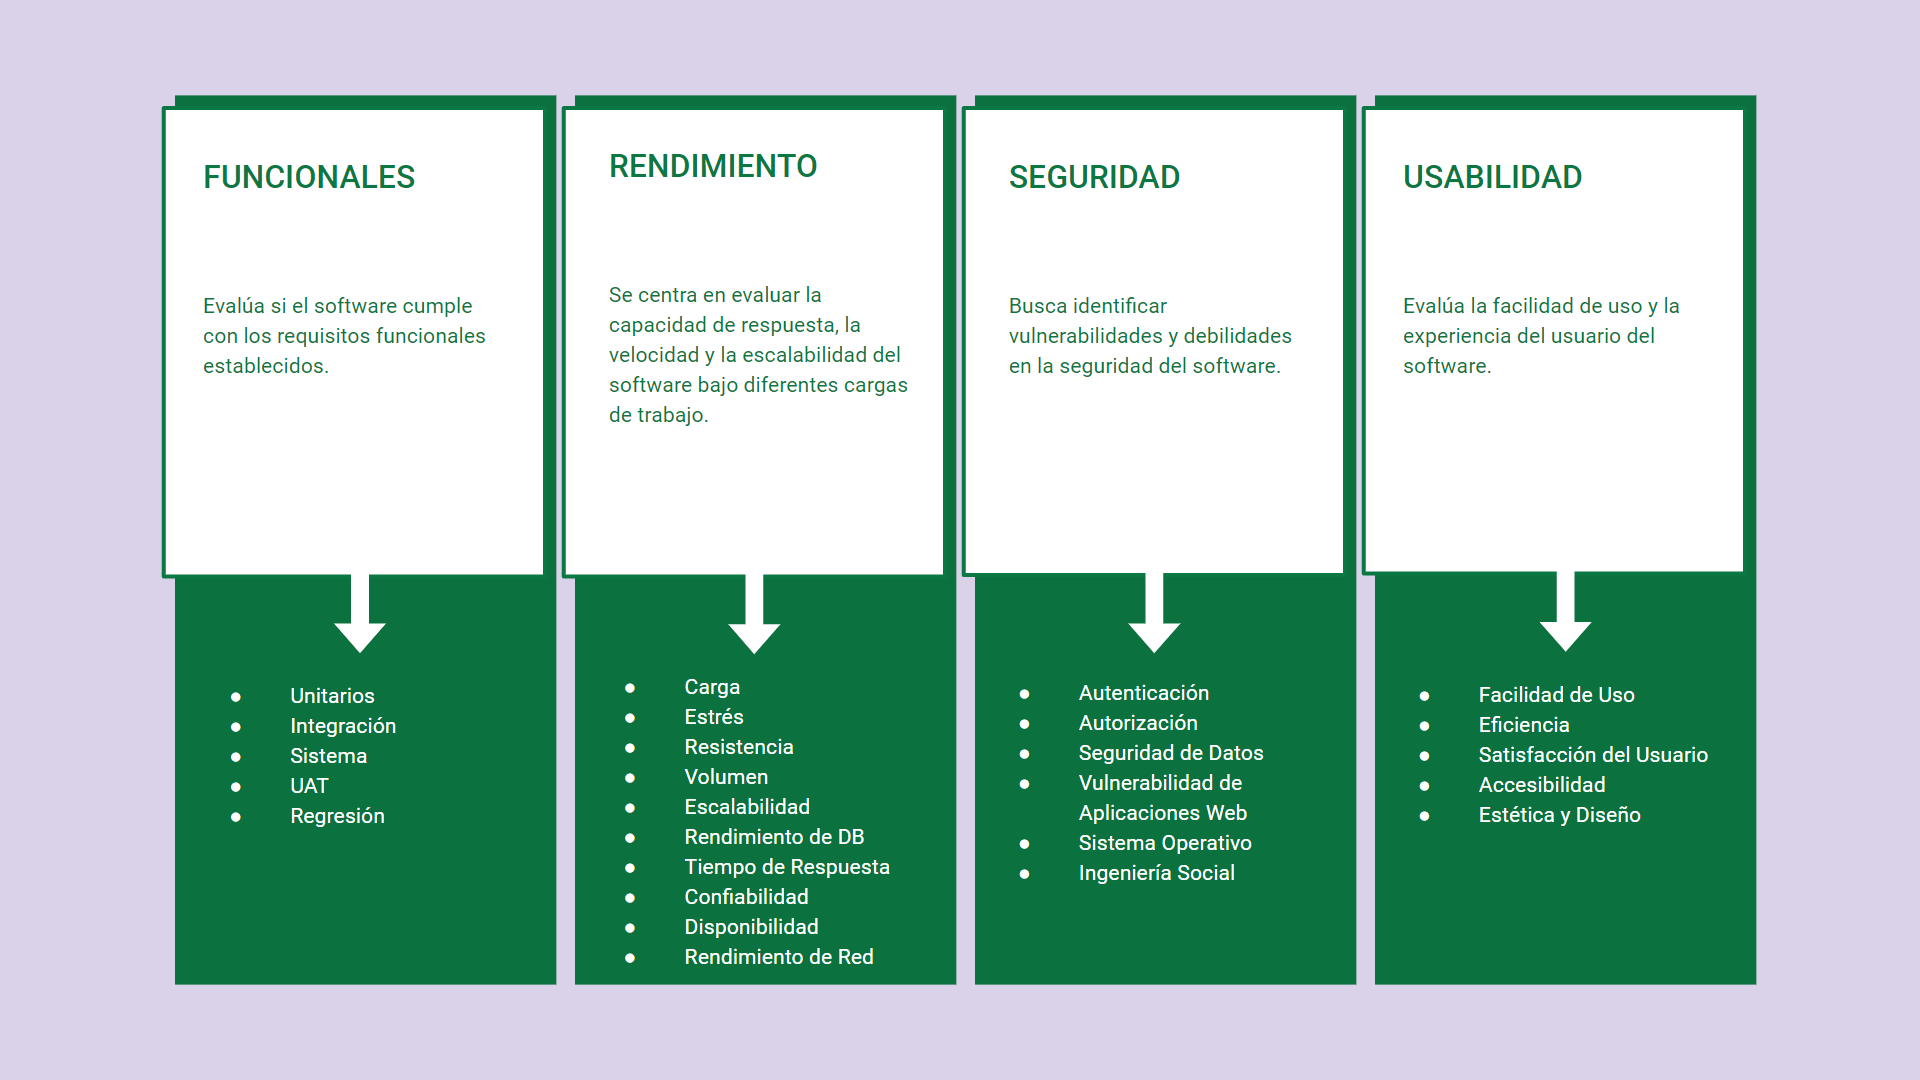 FUNCIONALES
Evalúa si el software cumple
con los requisitos funcionales
establecidos.
● Unitarios
● Integración
● Sistema
● UAT
● Regresión
RENDIMIENTO
Se centra en evaluar la
capacidad de respuesta, la
velocidad y la escalabilidad del
software bajo diferentes cargas
de trabajo.
● Carga
● Estrés
● Resistencia
● Volumen
● Escalabilidad
● Rendimiento de DB
● Tiempo de Respuesta
● Confiabilidad
● Disponibilidad
● Rendimiento de Red
SEGURIDAD
Busca identificar
vulnerabilidades y debilidades
en la seguridad del software.
● Autenticación
● Autorización
● Seguridad de Datos
● Vulnerabilidad de
Aplicaciones Web
● Sistema Operativo
● Ingeniería Social
USABILIDAD
Evalúa la facilidad de uso y la
experiencia del usuario del
software.
● Facilidad de Uso
● Eficiencia
● Satisfacción del Usuario
● Accesibilidad
● Estética y Diseño